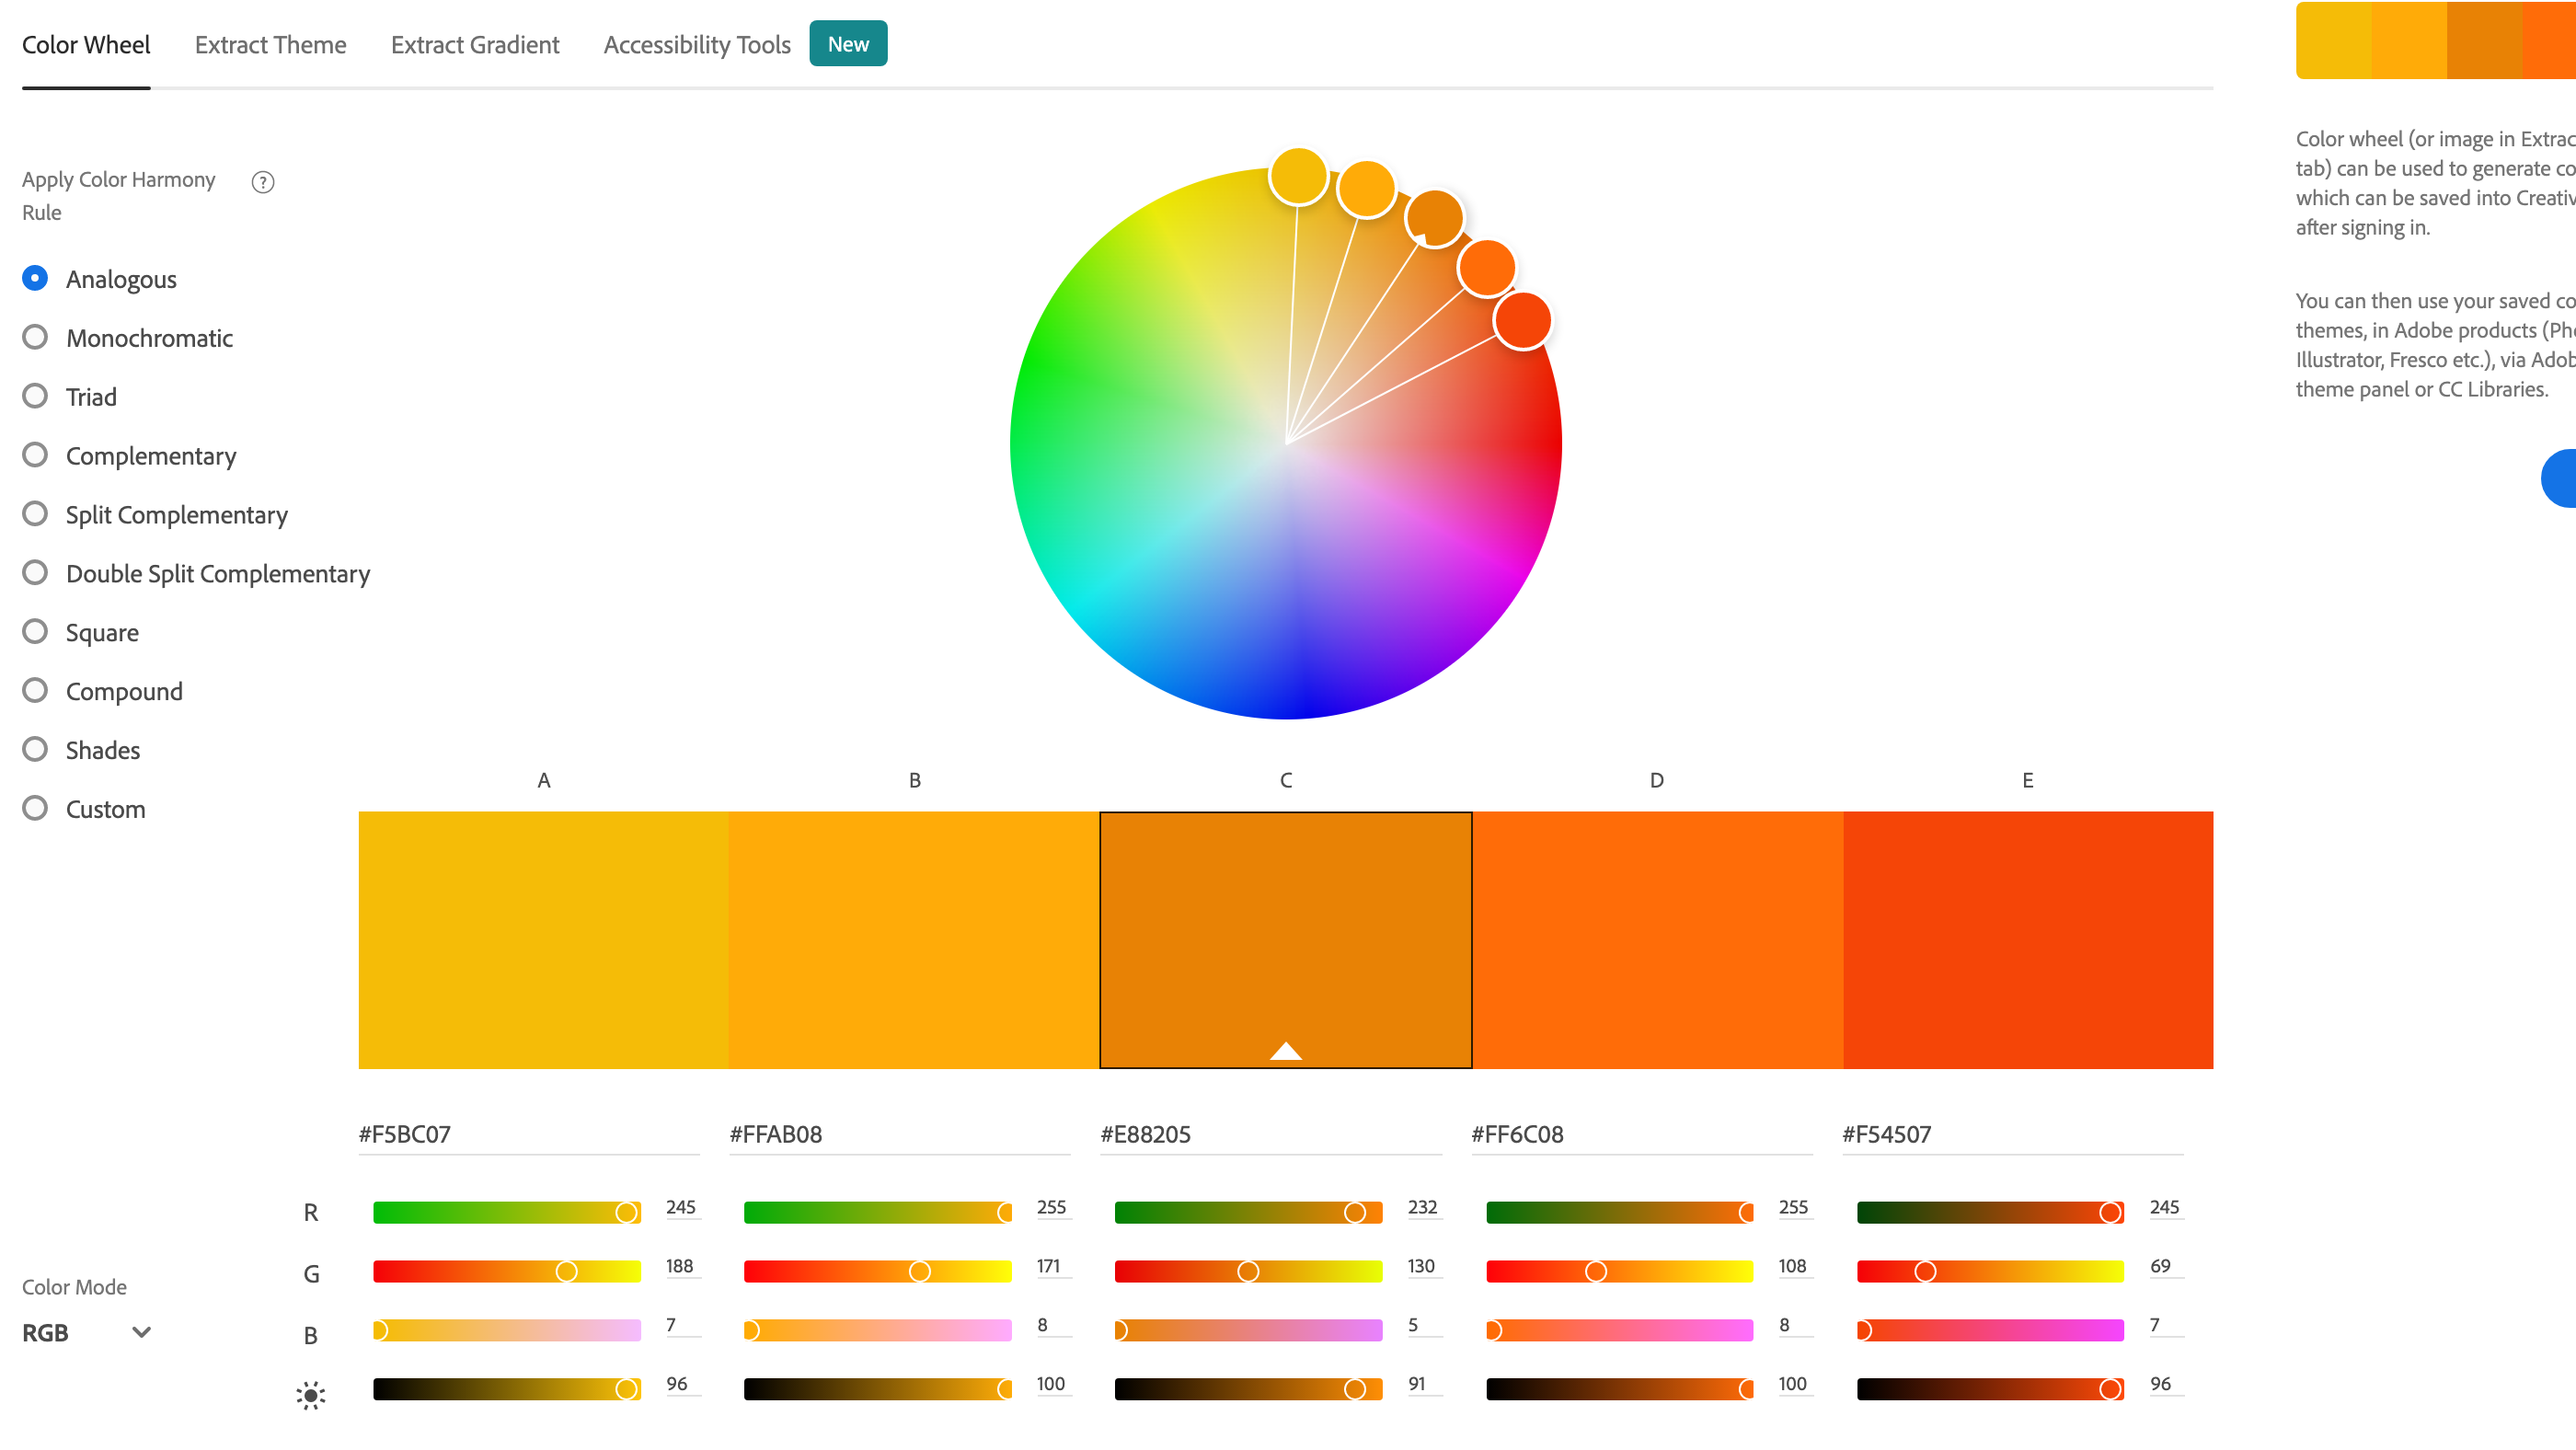 Color Wheel Extract Theme Extract Gradient Accessibility Tools New
Apply Color Harmony
Rule
?
Analogous
Monochromatic
Triad
Complementary
Split Complementary
Double Split Complementary
Square
Compound
Shades
Custom
Color wheel (or image in Extrac
tab) can be used to generate co
which can be saved into Creativ
after signing in.
You can then use your saved co
themes, in Adobe products (Pho
Illustrator, Fresco etc.), via Adob
theme panel or CC Libraries.
A B C D E
#F5BC07 #FFAB08 #E88205 #FF6C08 #F54507
R 245 255 232 255 245
G 188 171 130 108 69
B 7 8 5 8 7
96 100 91 100 96
Color Mode
RGB